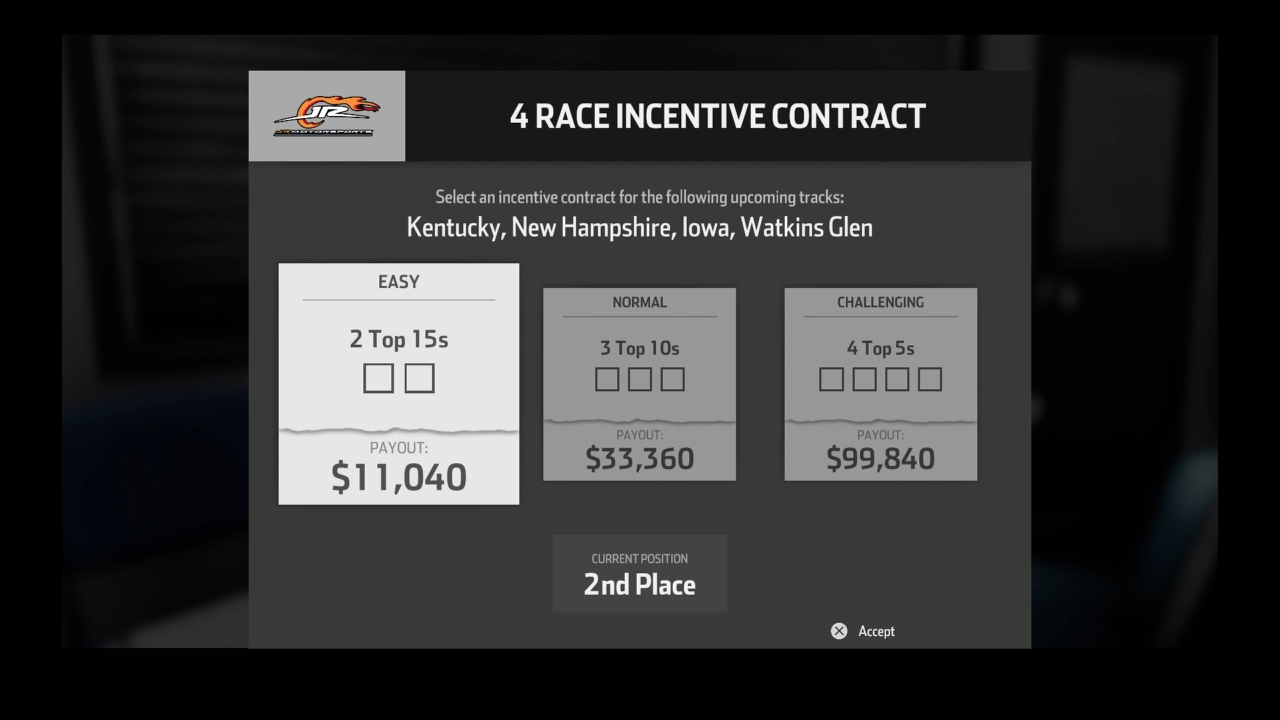 JR
JRMOTORSPORTS
4 RACE INCENTIVE CONTRACT
Select an incentive contract for the following upcoming tracks:
Kentucky, New Hampshire, Iowa, Watkins Glen
EASY
2 Top 15s
PAYOUT:
$11,040
NORMAL
3 Top 10s
PAYOUT:
$33,360
CHALLENGING
4 Top 5s
PAYOUT:
$99,840
CURRENT POSITION
2nd Place
Accept